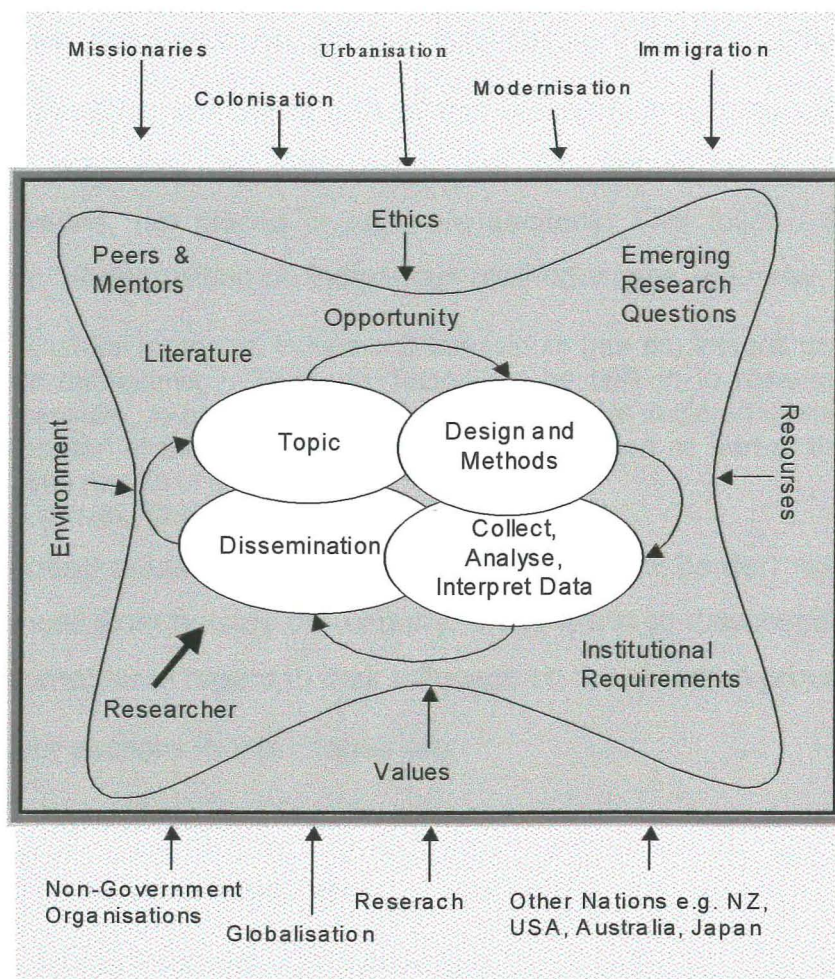 Missionaries
Urbanisation
Immigration
Colonisation
Modernisation
Ethics
Peers &
Mentors
Emerging
Research
Questions
Opportunity
Literature
Topic
Design and
Methods
Environment
Resourses
Dissemination
Collect,
Analyse,
Interpret Data
Institutional
Requirements
Researcher
Values
Non-Government
Organisations
Globalisation
Reserach
Other Nations e.g. NZ,
USA, Australia, Japan